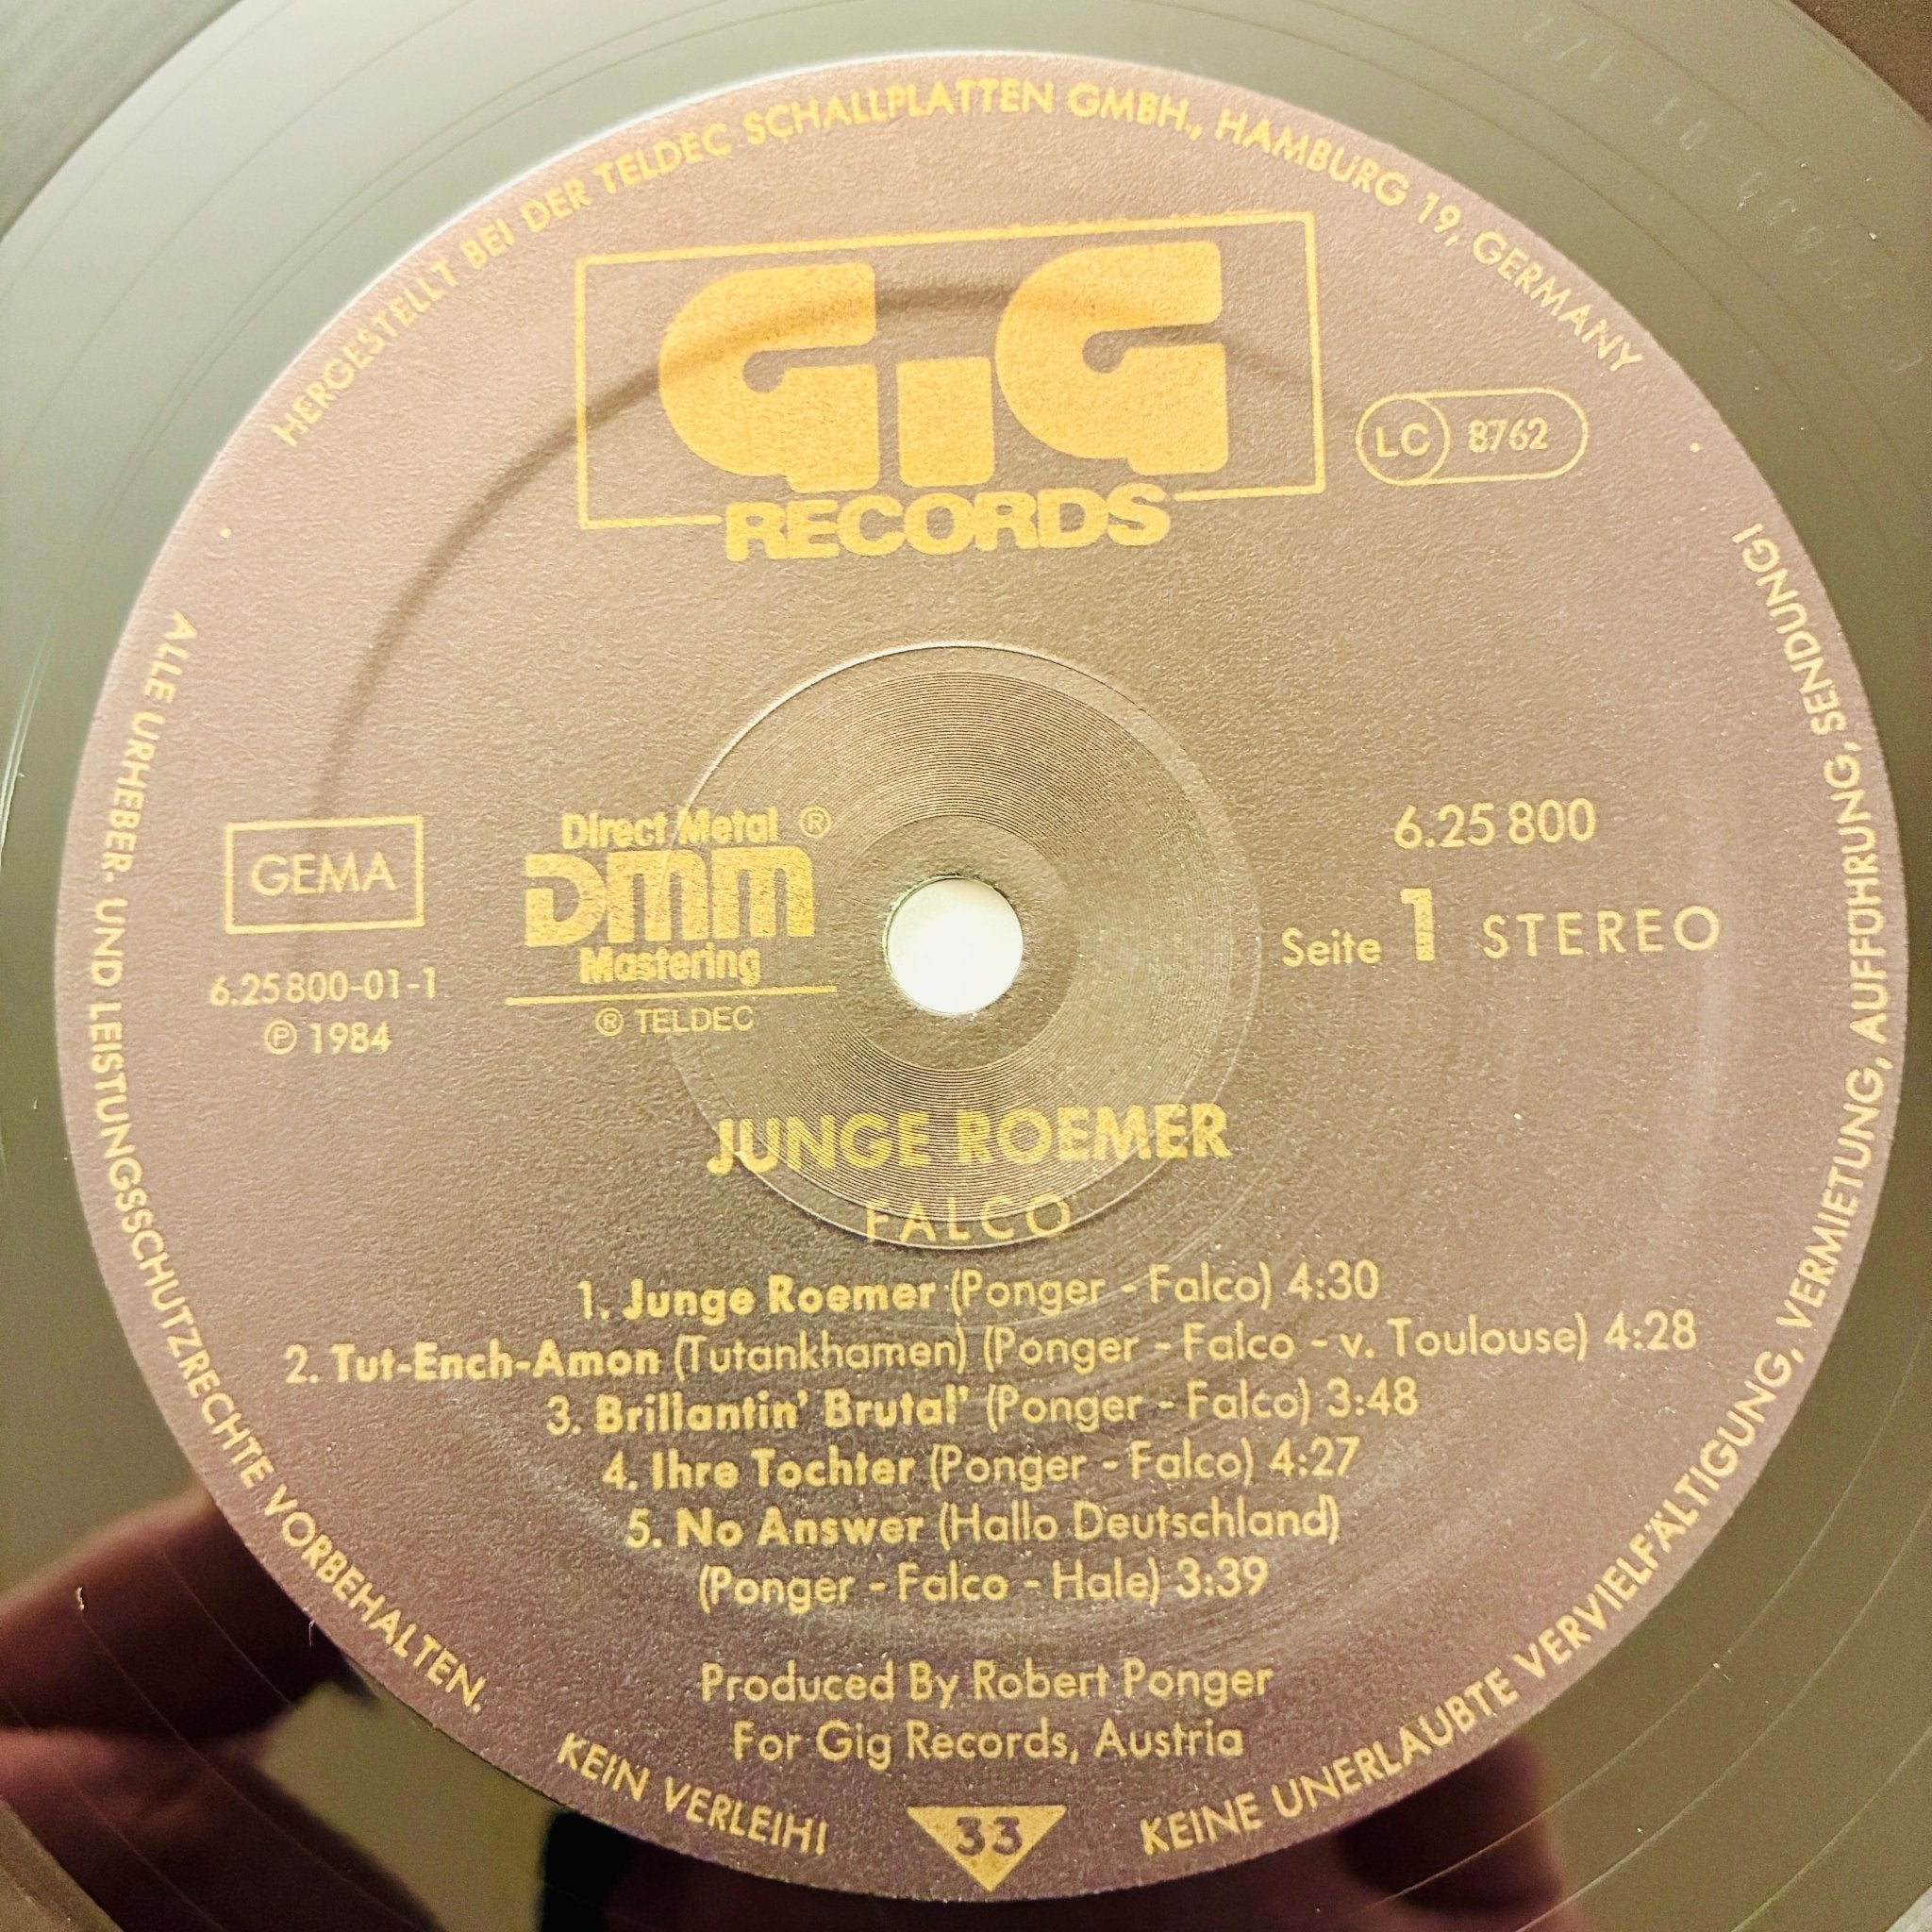 HERGESTELLT BEI DER TELDEC SCHALLPLATTEN GMBH., HAMBURG 19, GERMANY
GIG
RECORDS
LC 8762
GEMA
6.25800-01-1
℗ 1984
Direct Metal ®
DMM
Mastering
® TELDEC
6.25 800
Seite 1 STEREO
JUNGE ROEMER
FALCO
1. Junge Roemer (Ponger - Falco) 4:30
2. Tut-Ench-Amon (Tutankhamen) (Ponger - Falco - v. Toulouse) 4:28
3. Brillantin' Brutal' (Ponger - Falco) 3:48
4. Ihre Tochter (Ponger - Falco) 4:27
5. No Answer (Hallo Deutschland)
(Ponger - Falco - Hale) 3:39
Produced By Robert Ponger
For Gig Records, Austria
33
ALLE URHEBER- UND LEISTUNGSSCHUTZRECHTE VORBEHALTEN.
KEIN VERLEIH!
KEINE UNERLAUBTE VERVIELFÄLTIGUNG, VERMIETUNG, AUFFÜHRUNG, SENDUNG!